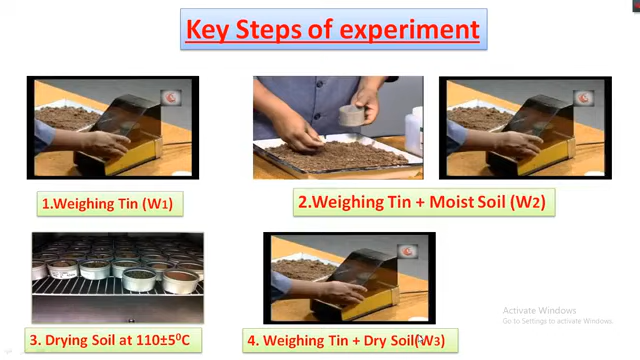 Key Steps of experiment
1.Weighing Tin (W1)
2.Weighing Tin + Moist Soil (W2)
3. Drying Soil at 110±5⁰C
4. Weighing Tin + Dry Soil(W3)
Activate Windows
Go to Settings to activate Windows.